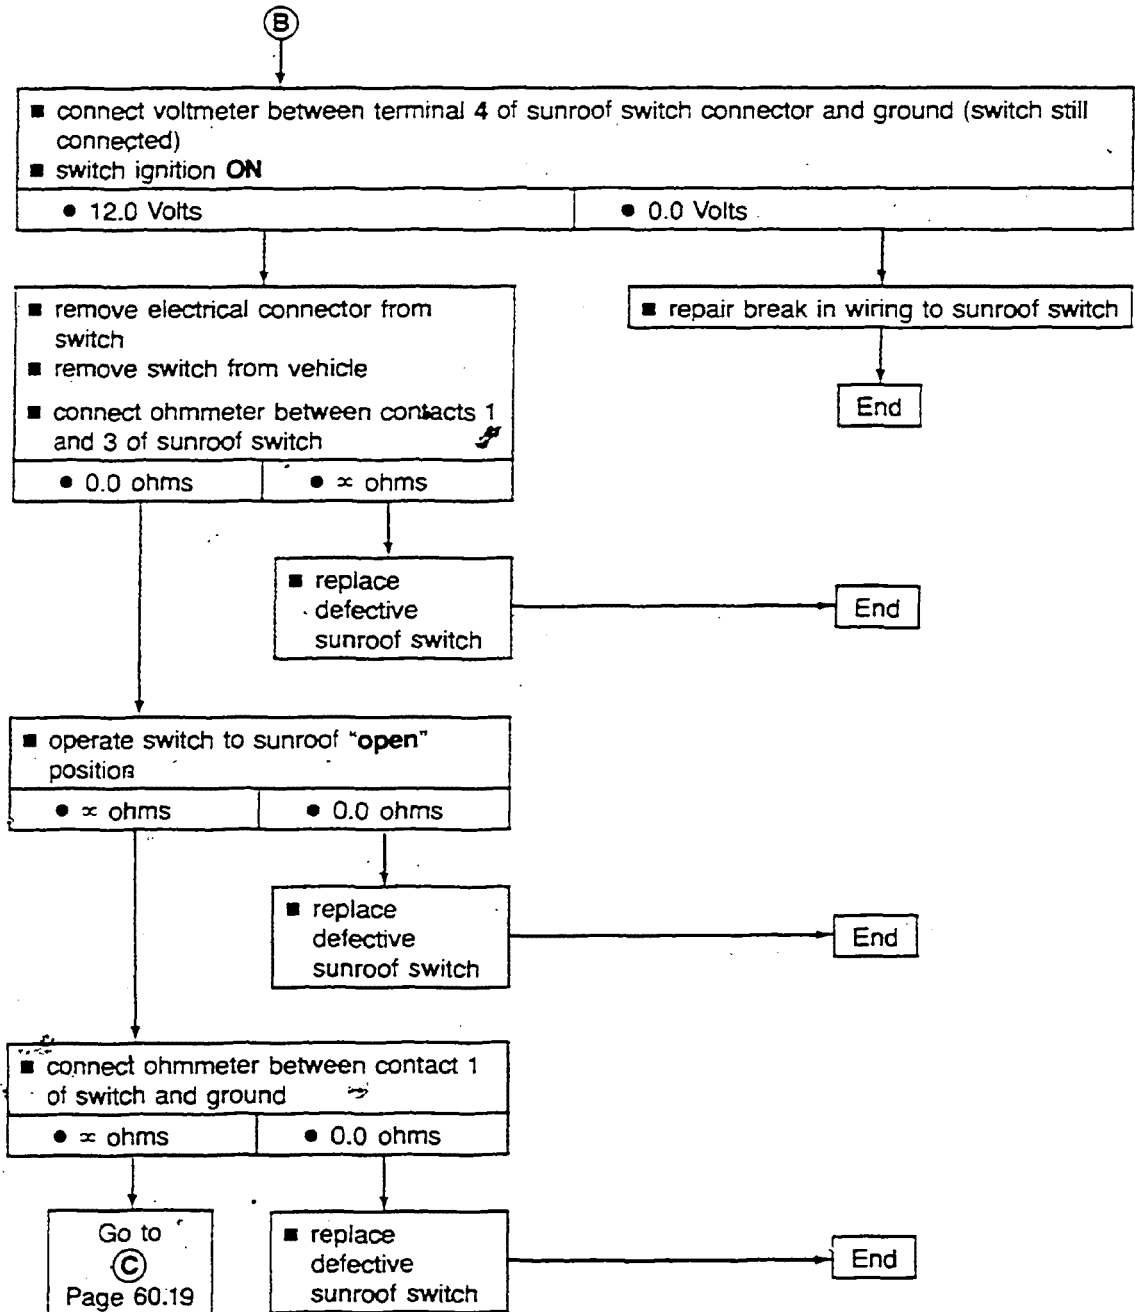 B
■ connect voltmeter between terminal 4 of sunroof switch connector and ground (switch still
connected)
■ switch ignition ON
● 12.0 Volts
● 0.0 Volts
■ remove electrical connector from
switch
■ remove switch from vehicle
■ connect ohmmeter between contacts 1
and 3 of sunroof switch
■ repair break in wiring to sunroof switch
End
● 0.0 ohms
● ∝ ohms
■ replace
defective
sunroof switch
End
■ operate switch to sunroof "open"
position
● ∝ ohms
● 0.0 ohms
■ replace
defective
sunroof switch
End
■ connect ohmmeter between contact 1
of switch and ground
● ∝ ohms
● 0.0 ohms
Go to
C
Page 60.19
■ replace
defective
sunroof switch
End